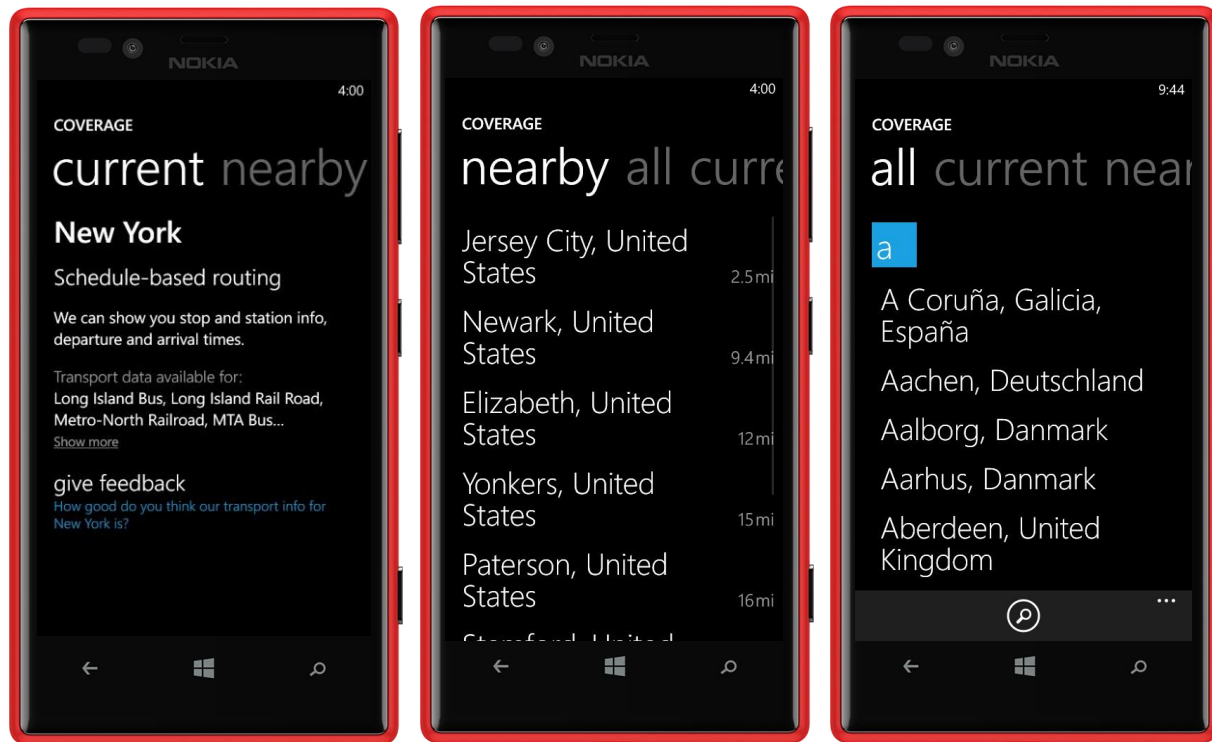 NOKIA
4:00
COVERAGE
current nearby
New York
Schedule-based routing
We can show you stop and station info,
departure and arrival times.
Transport data available for:
Long Island Bus, Long Island Rail Road,
Metro-North Railroad, MTA Bus...
Show more
give feedback
How good do you think our transport info for
New York is?
NOKIA
4:00
COVERAGE
nearby all curre
Jersey City, United
States 2.5mi
Newark, United
States 9.4mi
Elizabeth, United
States 12mi
Yonkers, United
States 15mi
Paterson, United
States 16mi
NOKIA
9:44
COVERAGE
all current near
a
A Coruña, Galicia,
España
Aachen, Deutschland
Aalborg, Danmark
Aarhus, Danmark
Aberdeen, United
Kingdom